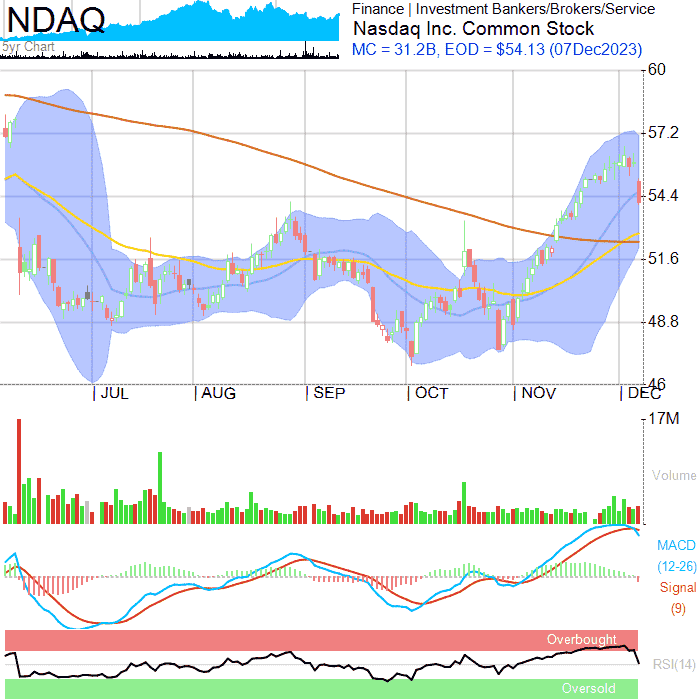 NDAQ
5yr Chart
Finance | Investment Bankers/Brokers/Service
Nasdaq Inc. Common Stock
MC = 31.2B, EOD = $54.13 (07Dec2023)
60
57.2
54.4
51.6
48.8
46
JUL AUG SEP OCT NOV DEC
17M
Volume
MACD
(12-26)
Signal
(9)
Overbought
RSI(14)
Oversold